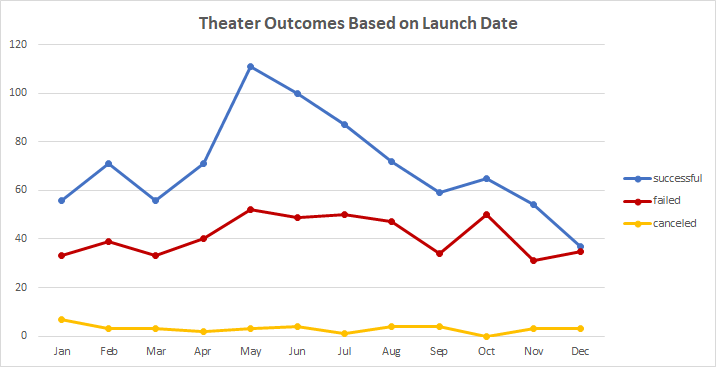 Theater Outcomes Based on Launch Date
120
100
80
60
40
20
0
Jan Feb Mar Apr May Jun Jul Aug Sep Oct Nov Dec
successful
failed
canceled